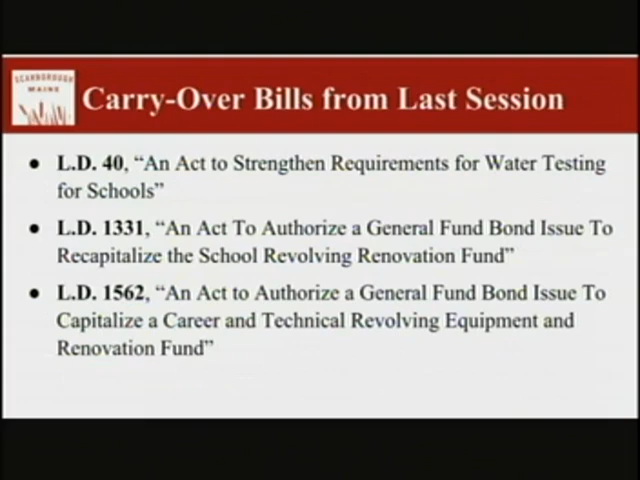 SCARBOROUGH
MAINE
Carry-Over Bills from Last Session
● L.D. 40, “An Act to Strengthen Requirements for Water Testing
for Schools”
● L.D. 1331, “An Act To Authorize a General Fund Bond Issue To
Recapitalize the School Revolving Renovation Fund”
● L.D. 1562, “An Act to Authorize a General Fund Bond Issue To
Capitalize a Career and Technical Revolving Equipment and
Renovation Fund”